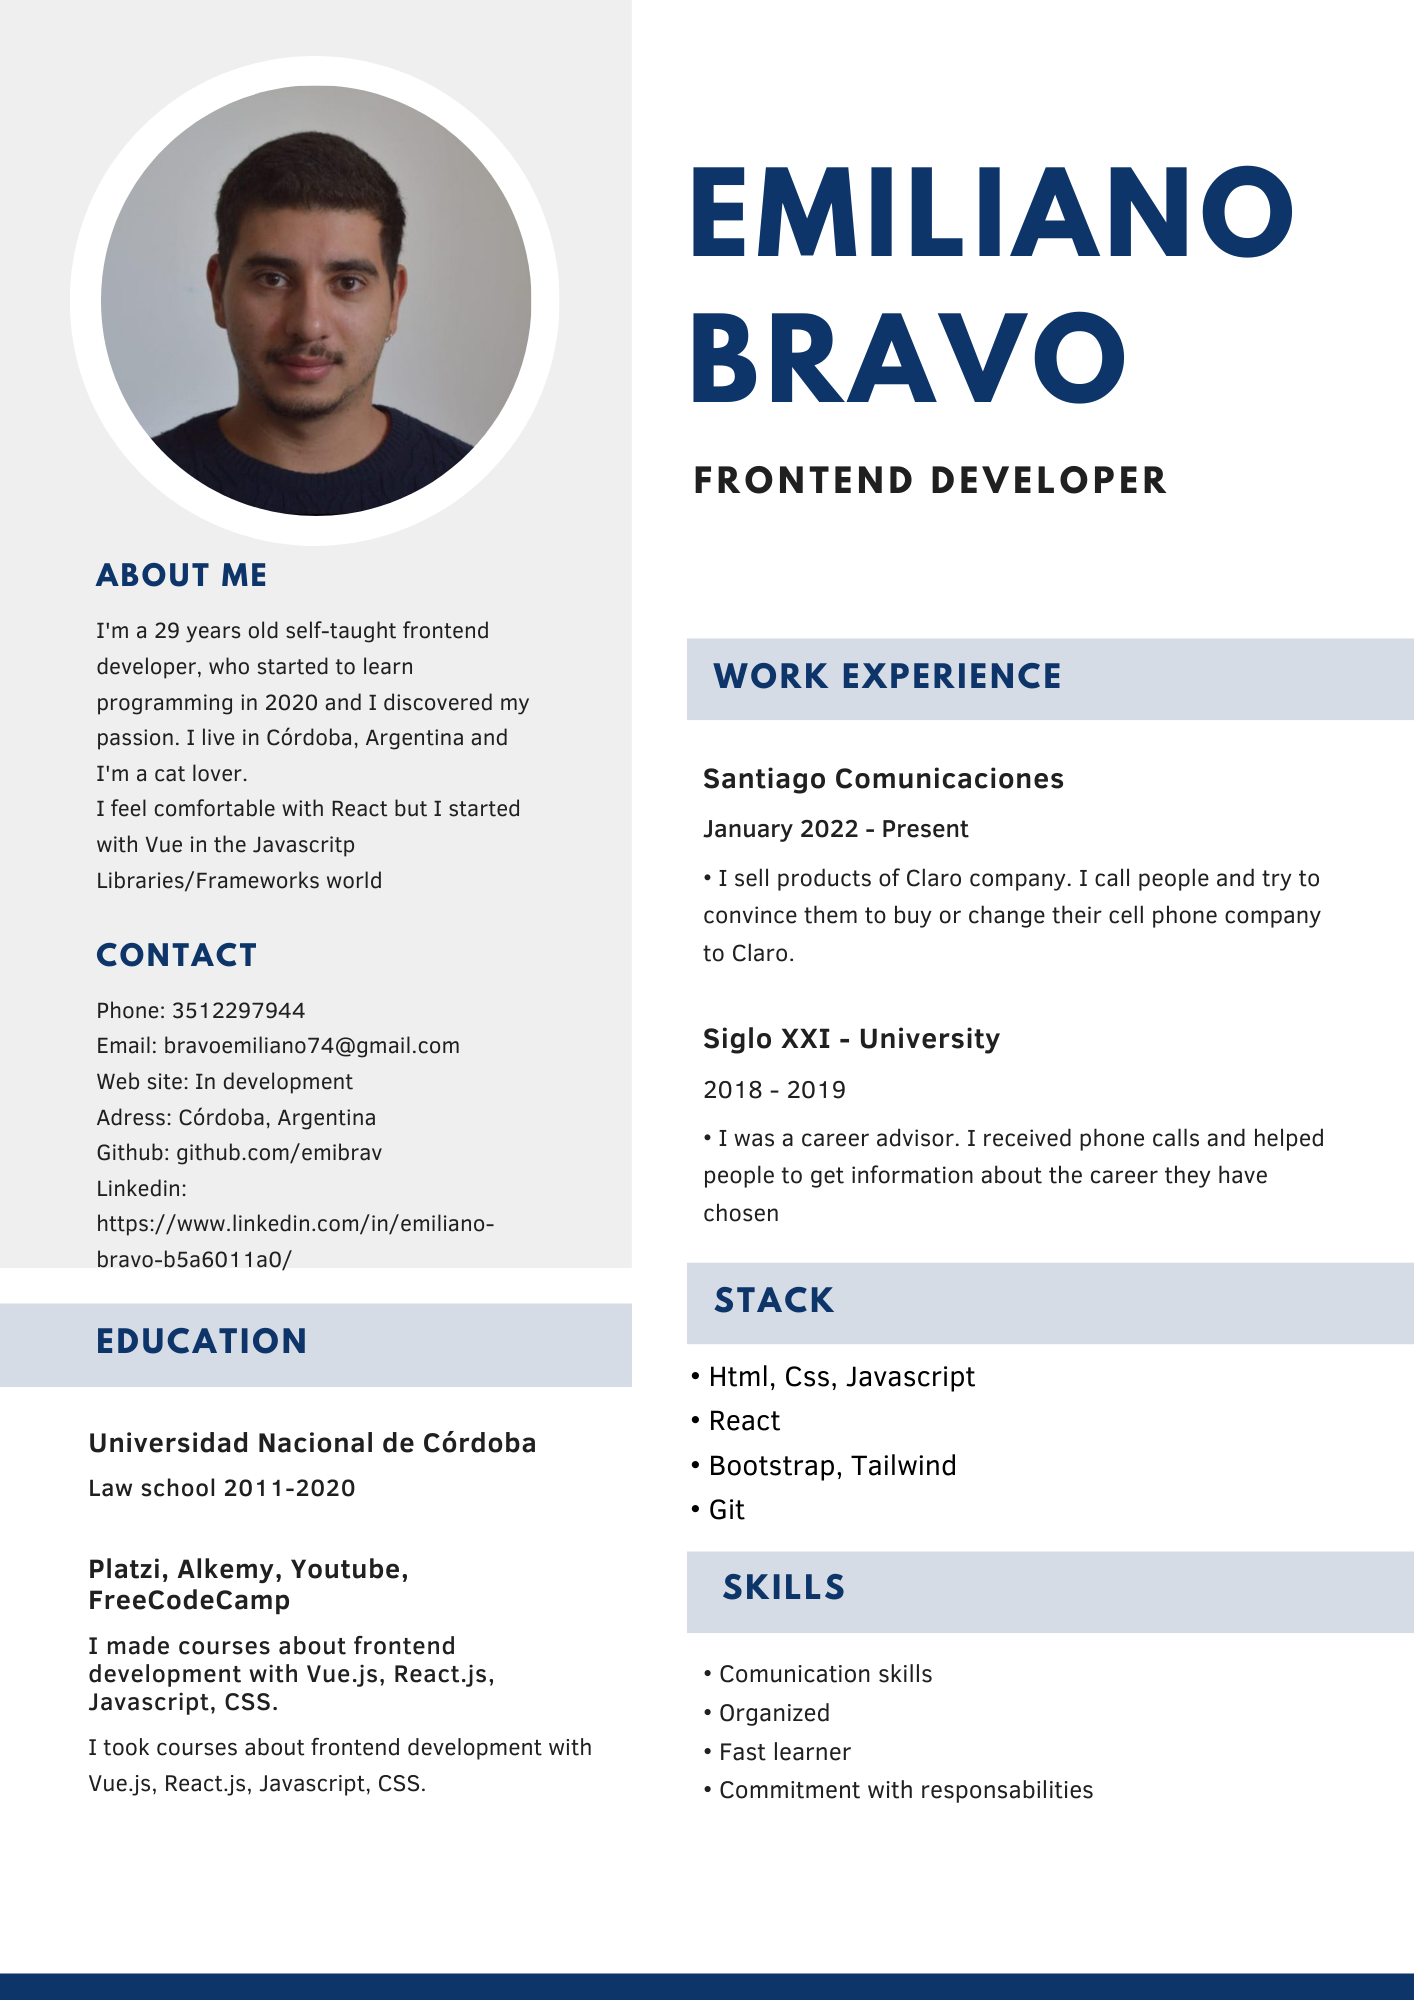 EMILIANO
BRAVO
FRONTEND DEVELOPER
ABOUT ME
I'm a 29 years old self-taught frontend
developer, who started to learn
programming in 2020 and I discovered my
passion. I live in Córdoba, Argentina and
I'm a cat lover.
I feel comfortable with React but I started
with Vue in the Javascritp
Libraries/Frameworks world
CONTACT
Phone: 3512297944
Email: bravoemiliano74@gmail.com
Web site: In development
Adress: Córdoba, Argentina
Github: github.com/emibrav
Linkedin:
https://www.linkedin.com/in/emiliano-
bravo-b5a6011a0/
EDUCATION
Universidad Nacional de Córdoba
Law school 2011-2020
Platzi, Alkemy, Youtube,
FreeCodeCamp
I made courses about frontend
development with Vue.js, React.js,
Javascript, CSS.
I took courses about frontend development with
Vue.js, React.js, Javascript, CSS.
WORK EXPERIENCE
Santiago Comunicaciones
January 2022 - Present
• I sell products of Claro company. I call people and try to
convince them to buy or change their cell phone company
to Claro.
Siglo XXI - University
2018 - 2019
• I was a career advisor. I received phone calls and helped
people to get information about the career they have
chosen
STACK
• Html, Css, Javascript
• React
• Bootstrap, Tailwind
• Git
SKILLS
• Comunication skills
• Organized
• Fast learner
• Commitment with responsabilities